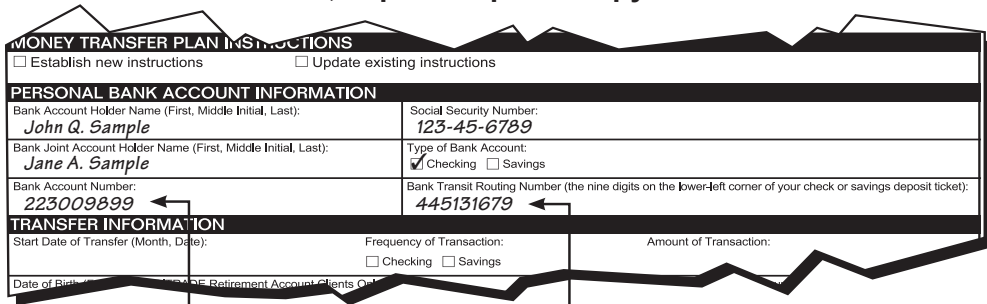 MONEY TRANSFER PLAN INSTRUCTIONS
☐ Establish new instructions ☐ Update existing instructions
PERSONAL BANK ACCOUNT INFORMATION
Bank Account Holder Name (First, Middle Initial, Last): Social Security Number:
John Q. Sample 123-45-6789
Bank Joint Account Holder Name (First, Middle Initial, Last): Type of Bank Account:
Jane A. Sample ☑ Checking ☐ Savings
Bank Account Number: Bank Transit Routing Number (the nine digits on the lower-left corner of your check or savings deposit ticket):
223009899 445131679
TRANSFER INFORMATION
Start Date of Transfer (Month, Date): Frequency of Transaction: Amount of Transaction:
☐ Checking ☐ Savings
Date of Birth Retirement Account Clients